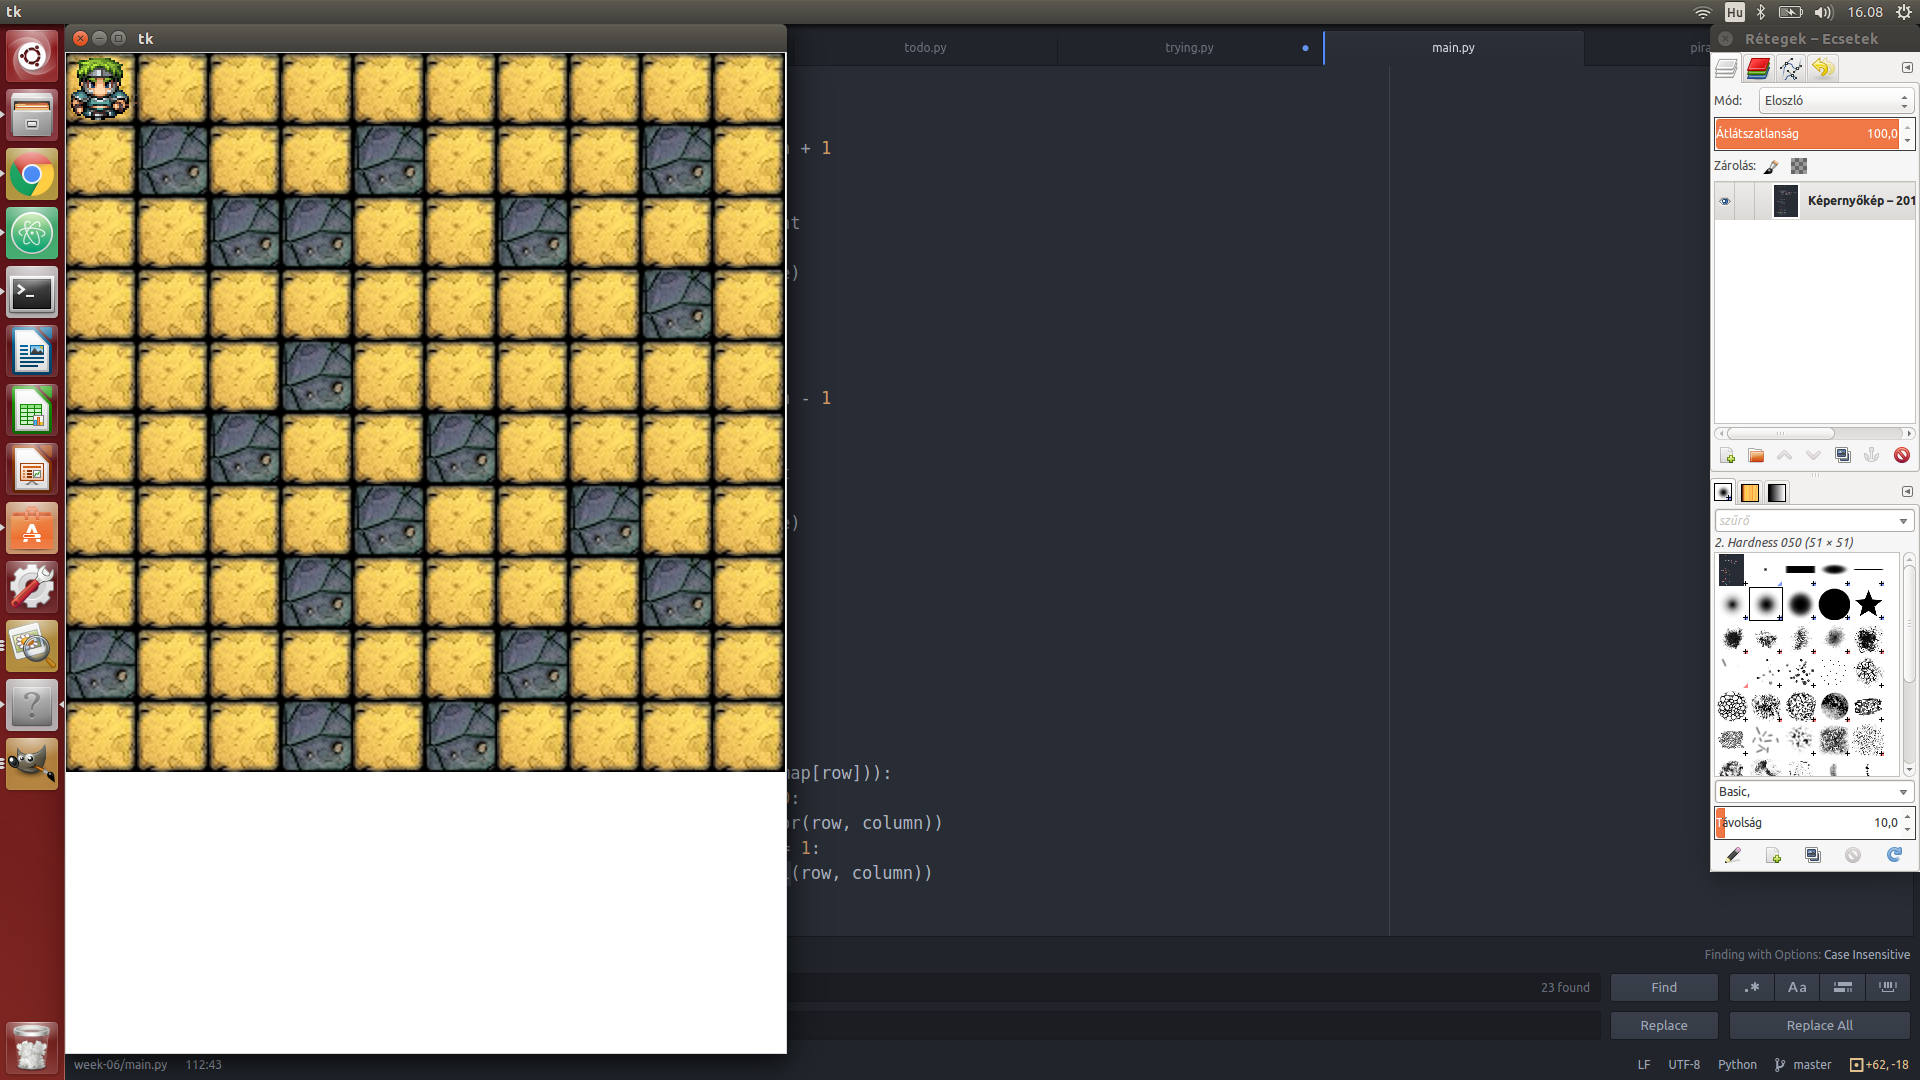 tk
Hu
16.08
tk
todo.py
trying.py
main.py
pira
+ 1
t
)
- 1
)
map[row])):
:
or(row, column))
= 1:
(row, column))
Finding with Options: Case Insensitive
23 found
Find
.*
Aa
Replace
Replace All
week-06/main.py
112:43
LF
UTF-8
Python
master
+62, -18
Rétegek – Ecsetek
Mód:
Eloszló
Átlátszatlanság
100,0
Zárolás:
Képernyőkép – 201
szűrő
2. Hardness 050 (51 × 51)
Basic,
Távolság
10,0